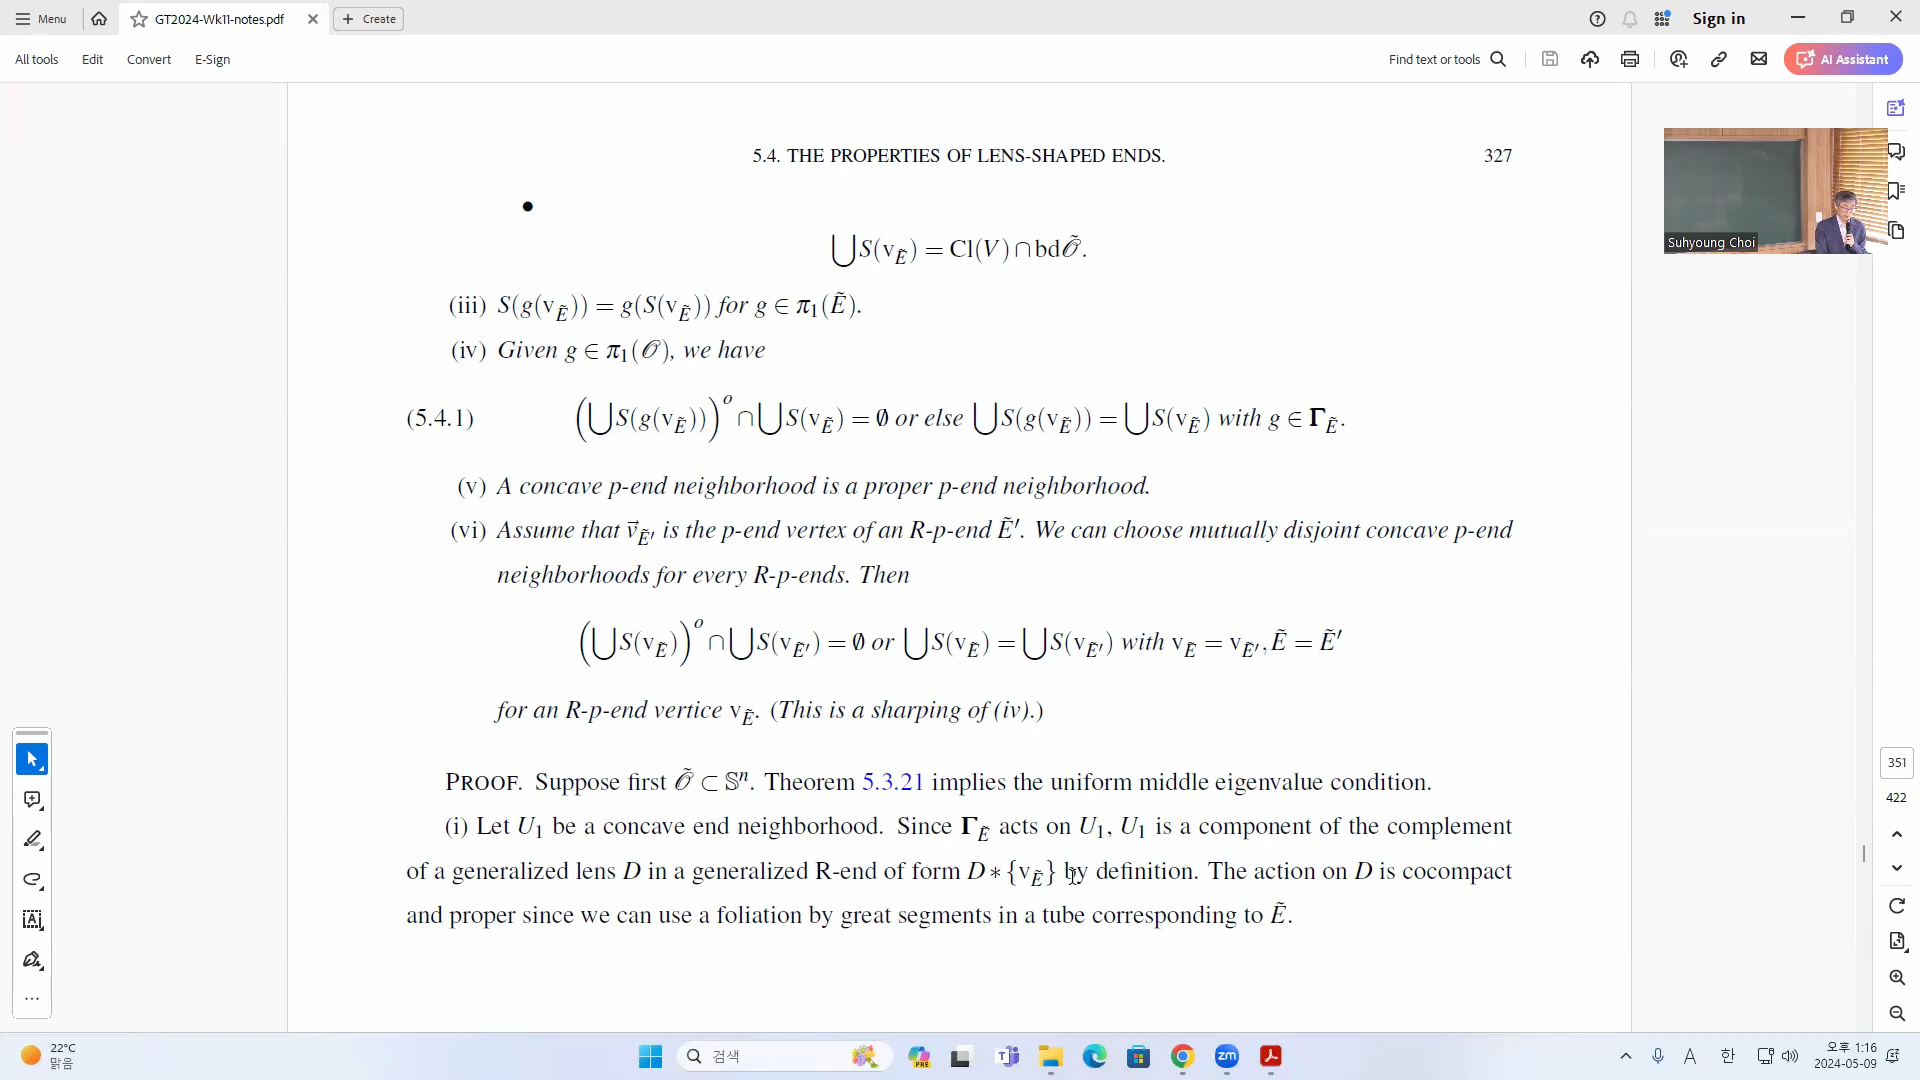 Menu GT2024-Wk11-notes.pdf Create Sign in
All tools Edit Convert E-Sign Find text or tools AI Assistant
5.4. THE PROPERTIES OF LENS-SHAPED ENDS. 327
•
⋃S(v_Ẽ) = Cl(V) ∩ bd𝒪̃.
(iii) S(g(v_Ẽ)) = g(S(v_Ẽ)) for g ∈ π₁(Ẽ).
(iv) Given g ∈ π₁(𝒪), we have
(5.4.1) (⋃S(g(v_Ẽ)))^o ∩ ⋃S(v_Ẽ) = ∅ or else ⋃S(g(v_Ẽ)) = ⋃S(v_Ẽ) with g ∈ Γ_Ẽ.
(v) A concave p-end neighborhood is a proper p-end neighborhood.
(vi) Assume that v⃗_Ẽ′ is the p-end vertex of an R-p-end Ẽ′. We can choose mutually disjoint concave p-end
neighborhoods for every R-p-ends. Then
(⋃S(v_Ẽ))^o ∩ ⋃S(v_Ẽ′) = ∅ or ⋃S(v_Ẽ) = ⋃S(v_Ẽ′) with v_Ẽ = v_Ẽ′, Ẽ = Ẽ′
for an R-p-end vertice v_Ẽ. (This is a sharping of (iv).)
PROOF. Suppose first 𝒪̃ ⊂ 𝕊ⁿ. Theorem 5.3.21 implies the uniform middle eigenvalue condition.
(i) Let U₁ be a concave end neighborhood. Since Γ_Ẽ acts on U₁, U₁ is a component of the complement
of a generalized lens D in a generalized R-end of form D ∗ {v_Ẽ} by definition. The action on D is cocompact
and proper since we can use a foliation by great segments in a tube corresponding to Ẽ.
Suhyoung Choi
351
422
22°C
맑음
검색
PRE
zm
A 한
오후 1:16
2024-05-09